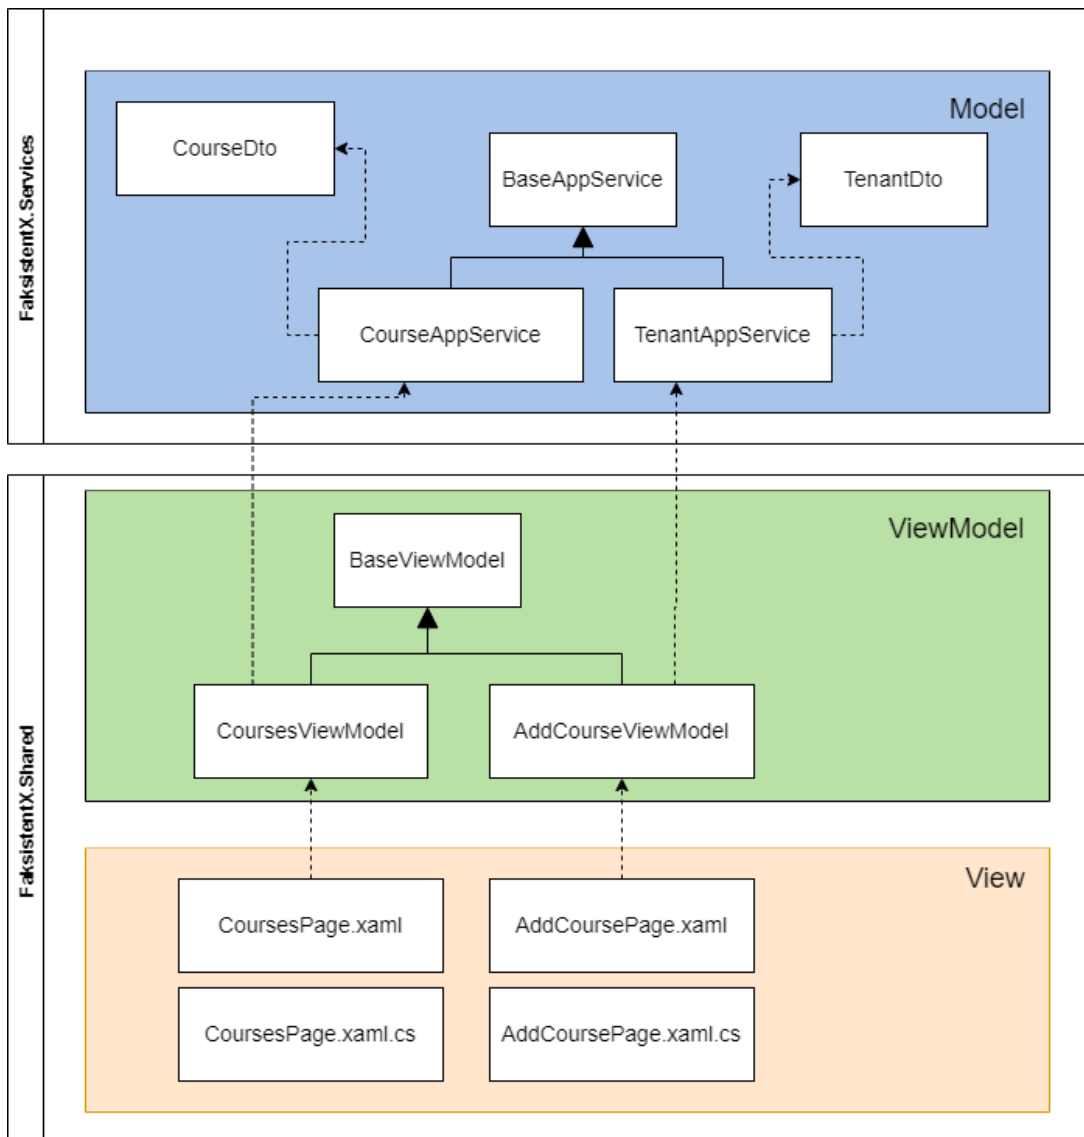 FaksistentX.Services
Model
CourseDto
BaseAppService
TenantDto
CourseAppService
TenantAppService
FaksistentX.Shared
ViewModel
BaseViewModel
CoursesViewModel
AddCourseViewModel
View
CoursesPage.xaml
AddCoursePage.xaml
CoursesPage.xaml.cs
AddCoursePage.xaml.cs